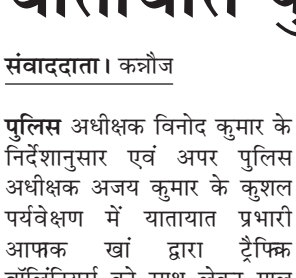 संवाददाता। कन्नौज
पुलिस अधीक्षक विनोद कुमार के
निर्देशानुसार एवं अपर पुलिस
अधीक्षक अजय कुमार के कुशल
पर्यवेक्षण में यातायात प्रभारी
आफाक खां द्वारा ट्रैफिक